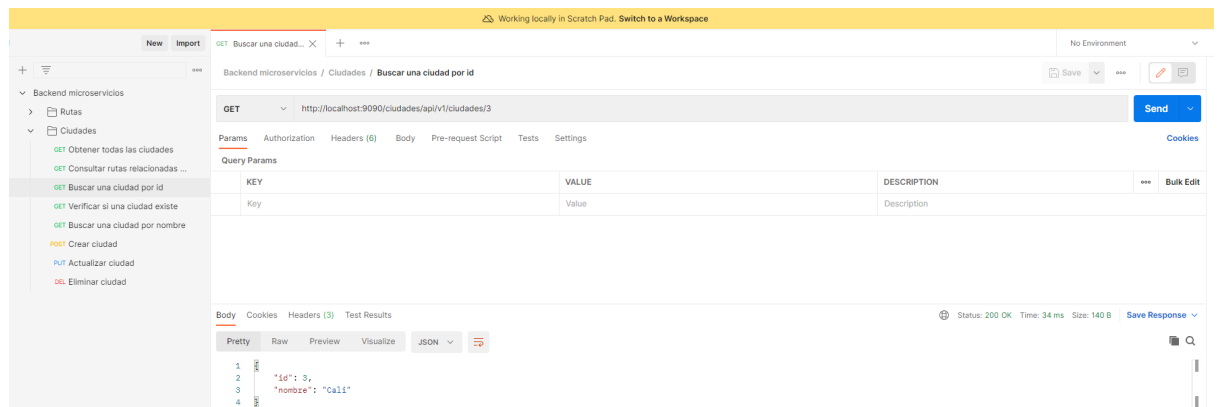 Working locally in Scratch Pad. Switch to a Workspace
New Import GET Buscar una ciudad... No Environment
Backend microservicios / Ciudades / Buscar una ciudad por id Save
Backend microservicios
Rutas
Ciudades
GET Obtener todas las ciudades
GET Consultar rutas relacionadas ...
GET Buscar una ciudad por id
GET Verificar si una ciudad existe
GET Buscar una ciudad por nombre
POST Crear ciudad
PUT Actualizar ciudad
DEL Eliminar ciudad
GET http://localhost:9090/ciudades/api/v1/ciudades/3 Send
Params Authorization Headers (6) Body Pre-request Script Tests Settings Cookies
Query Params
KEY VALUE DESCRIPTION Bulk Edit
Key Value Description
Body Cookies Headers (3) Test Results Status: 200 OK Time: 34 ms Size: 140 B Save Response
Pretty Raw Preview Visualize JSON
1 {
2 "id": 3,
3 "nombre": "Cali"
4 }